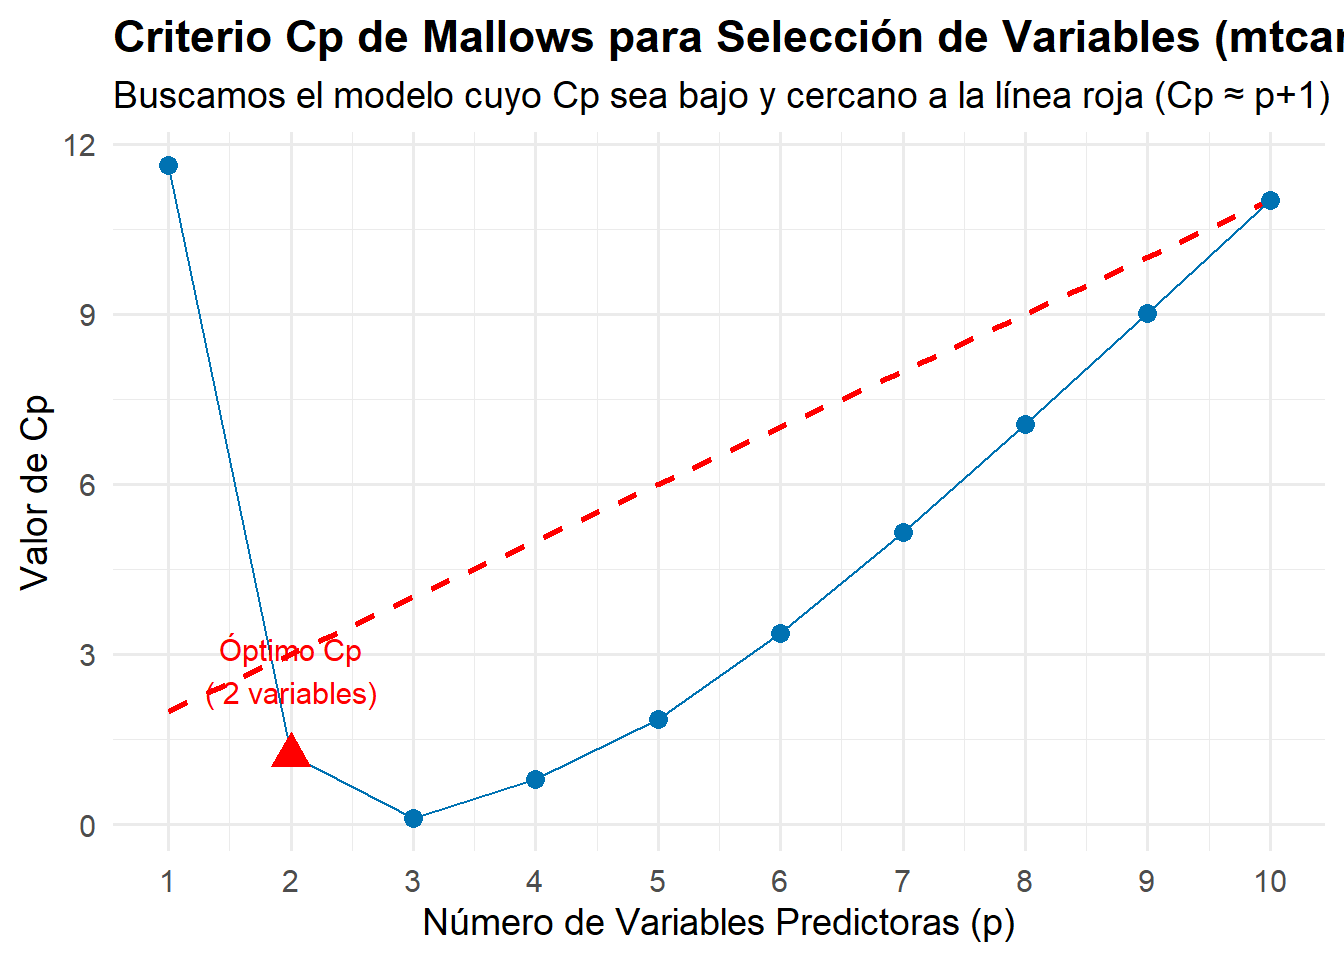 Criterio Cp de Mallows para Selección de Variables (mtcar
Buscamos el modelo cuyo Cp sea bajo y cercano a la línea roja (Cp ≈ p+1)
12
9
6
3
0
Valor de Cp
Óptimo Cp
( 2 variables)
1 2 3 4 5 6 7 8 9 10
Número de Variables Predictoras (p)